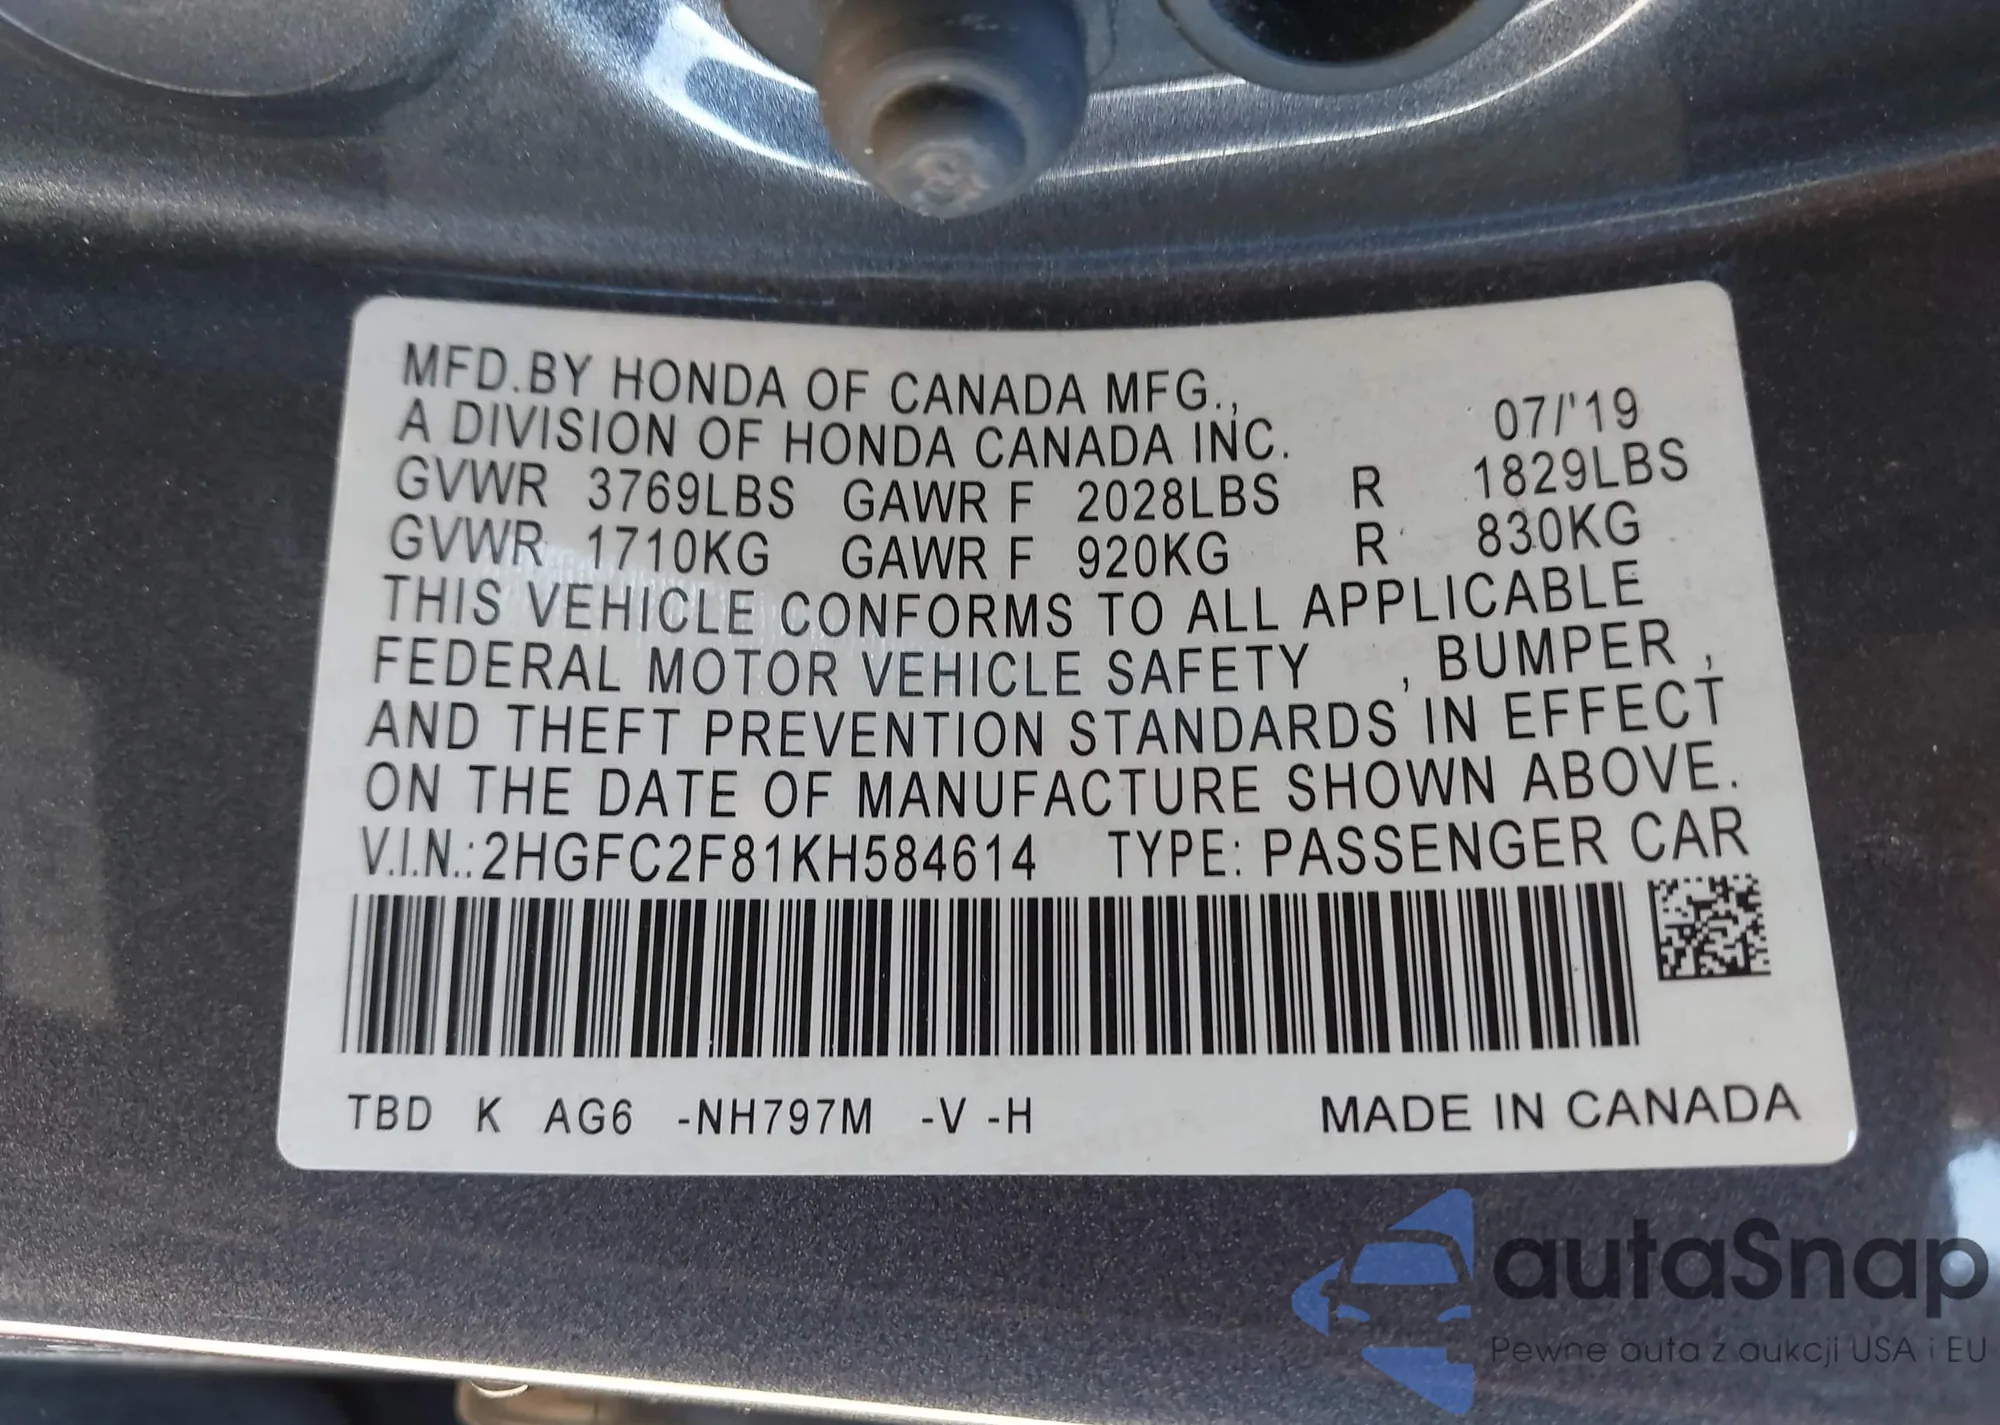 MFD.BY HONDA OF CANADA MFG.,
A DIVISION OF HONDA CANADA INC. 07/'19
GVWR 3769LBS GAWR F 2028LBS R 1829LBS
GVWR 1710KG GAWR F 920KG R 830KG
THIS VEHICLE CONFORMS TO ALL APPLICABLE
FEDERAL MOTOR VEHICLE SAFETY , BUMPER ,
AND THEFT PREVENTION STANDARDS IN EFFECT
ON THE DATE OF MANUFACTURE SHOWN ABOVE.
V.I.N.:2HGFC2F81KH584614 TYPE: PASSENGER CAR
TBD K AG6 -NH797M -V -H MADE IN CANADA
autaSnap
Pewne auta z aukcji USA i EU